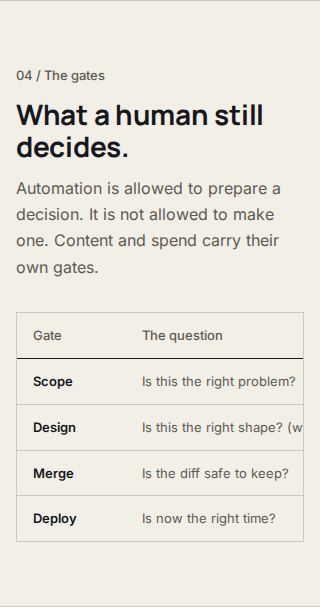 04 / The gates
What a human still
decides.
Automation is allowed to prepare a
decision. It is not allowed to make
one. Content and spend carry their
own gates.
Gate The question
Scope Is this the right problem?
Design Is this the right shape? (w
Merge Is the diff safe to keep?
Deploy Is now the right time?